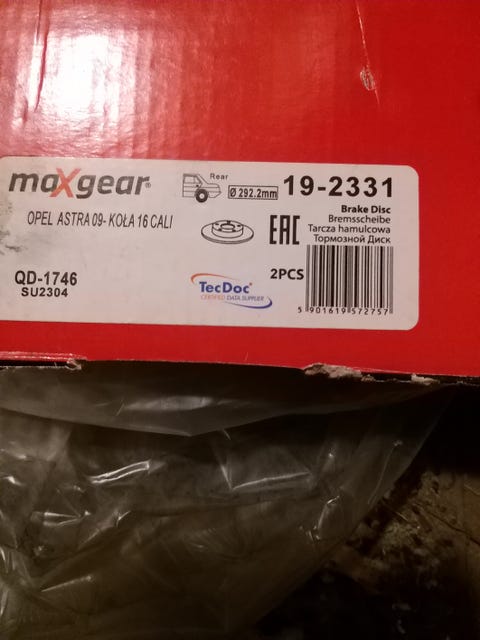 maXgear®
Rear
Ø 292.2mm
19-2331
OPEL ASTRA 09- KOŁA 16 CALI
Brake Disc
Bremsscheibe
Tarcza hamulcowa
Тормозной Диск
EAC
QD-1746
SU2304
TecDoc®
CERTIFIED DATA SUPPLIER
2PCS
5 901619 572757